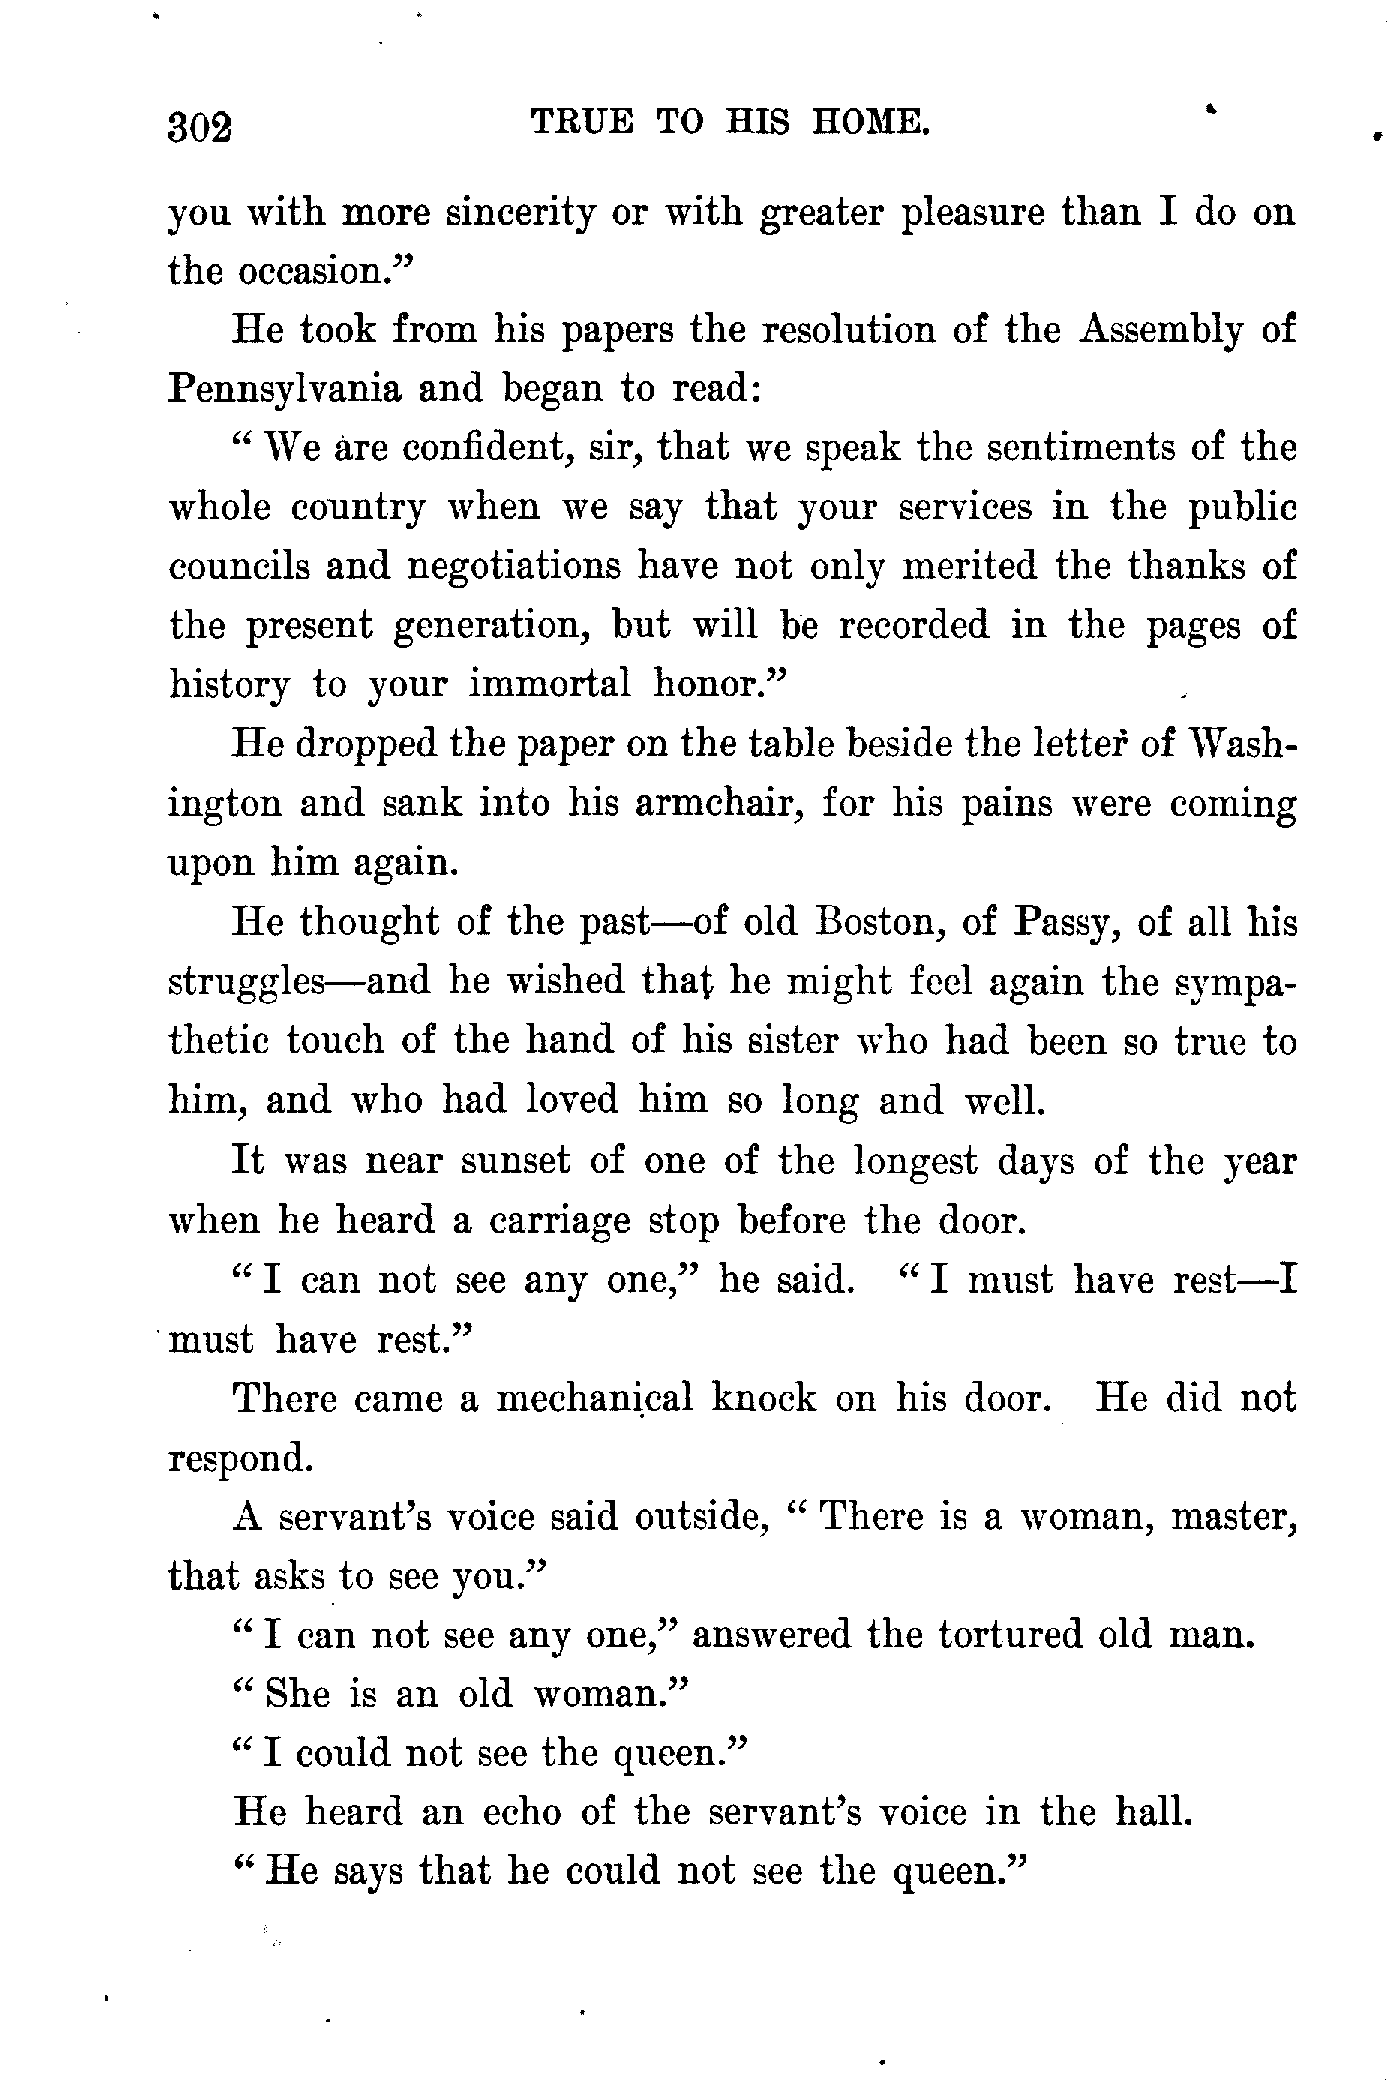 302 TRUE TO HIS HOME.
you with more sincerity or with greater pleasure than I do on
the occasion.”
He took from his papers the resolution of the Assembly of
Pennsylvania and began to read:
“ We are confident, sir, that we speak the sentiments of the
whole country when we say that your services in the public
councils and negotiations have not only merited the thanks of
the present generation, but will be recorded in the pages of
history to your immortal honor.”
He dropped the paper on the table beside the letter of Wash-
ington and sank into his armchair, for his pains were coming
upon him again.
He thought of the past—of old Boston, of Passy, of all his
struggles—and he wished that he might feel again the sympa-
thetic touch of the hand of his sister who had been so true to
him, and who had loved him so long and well.
It was near sunset of one of the longest days of the year
when he heard a carriage stop before the door.
“ I can not see any one,” he said. “ I must have rest—I
must have rest.”
There came a mechanical knock on his door. He did not
respond.
A servant’s voice said outside, “ There is a woman, master,
that asks to see you.”
“ I can not see any one,” answered the tortured old man.
“ She is an old woman.”
“ I could not see the queen.”
He heard an echo of the servant’s voice in the hall.
“ He says that he could not see the queen.”